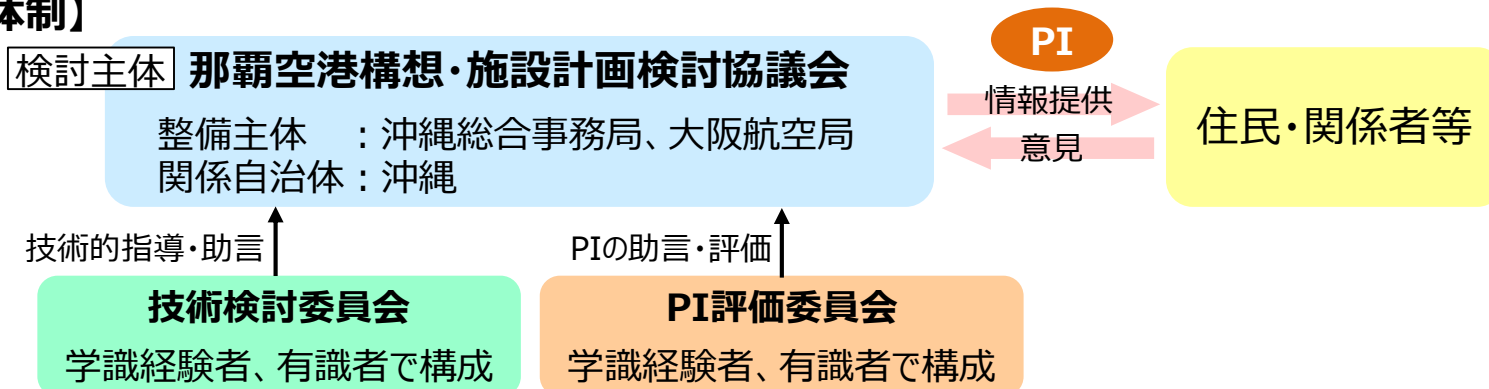 体制】
検討主体 那覇空港構想・施設計画検討協議会
整備主体 ：沖縄総合事務局、大阪航空局
関係自治体：沖縄
PI
情報提供
意見
住民・関係者等
技術的指導・助言
PIの助言・評価
技術検討委員会
学識経験者、有識者で構成
PI評価委員会
学識経験者、有識者で構成